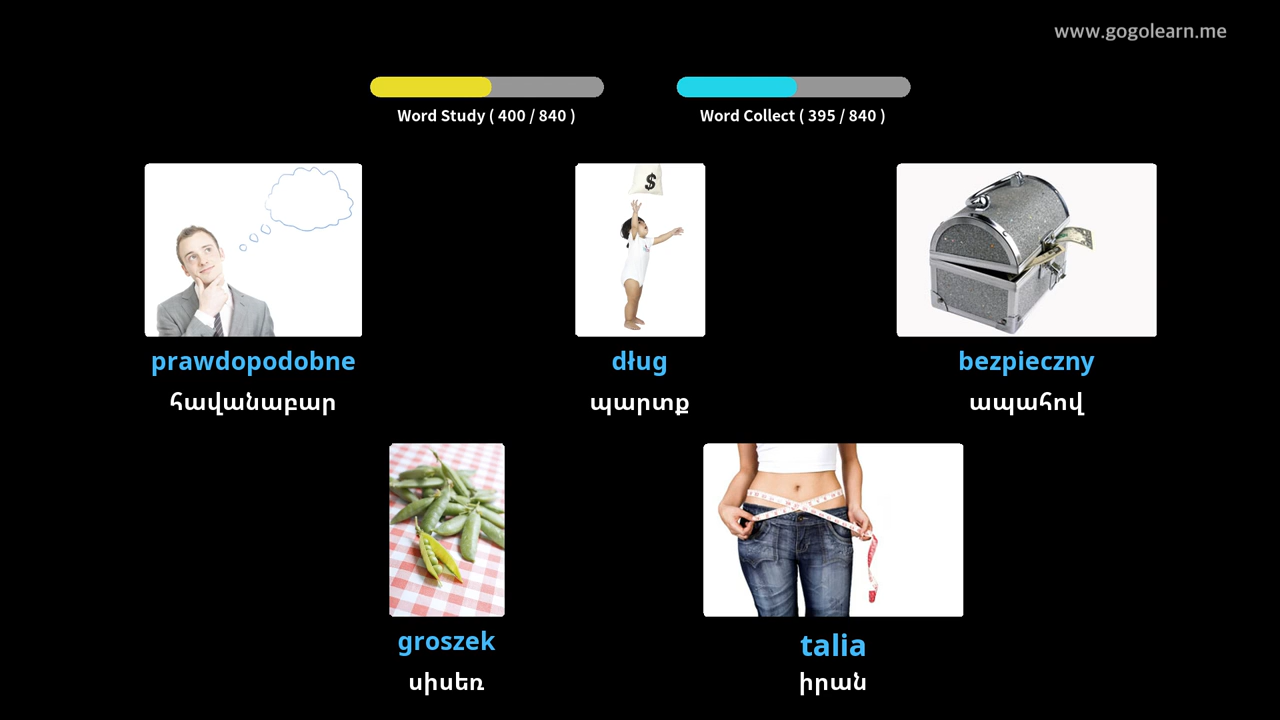 www.gogolearn.me
Word Study ( 400 / 840 )
Word Collect ( 395 / 840 )
$
prawdopodobne
dług
bezpieczny
հավանաբար
պարտք
ապահով
groszek
talia
սիսեռ
իրան